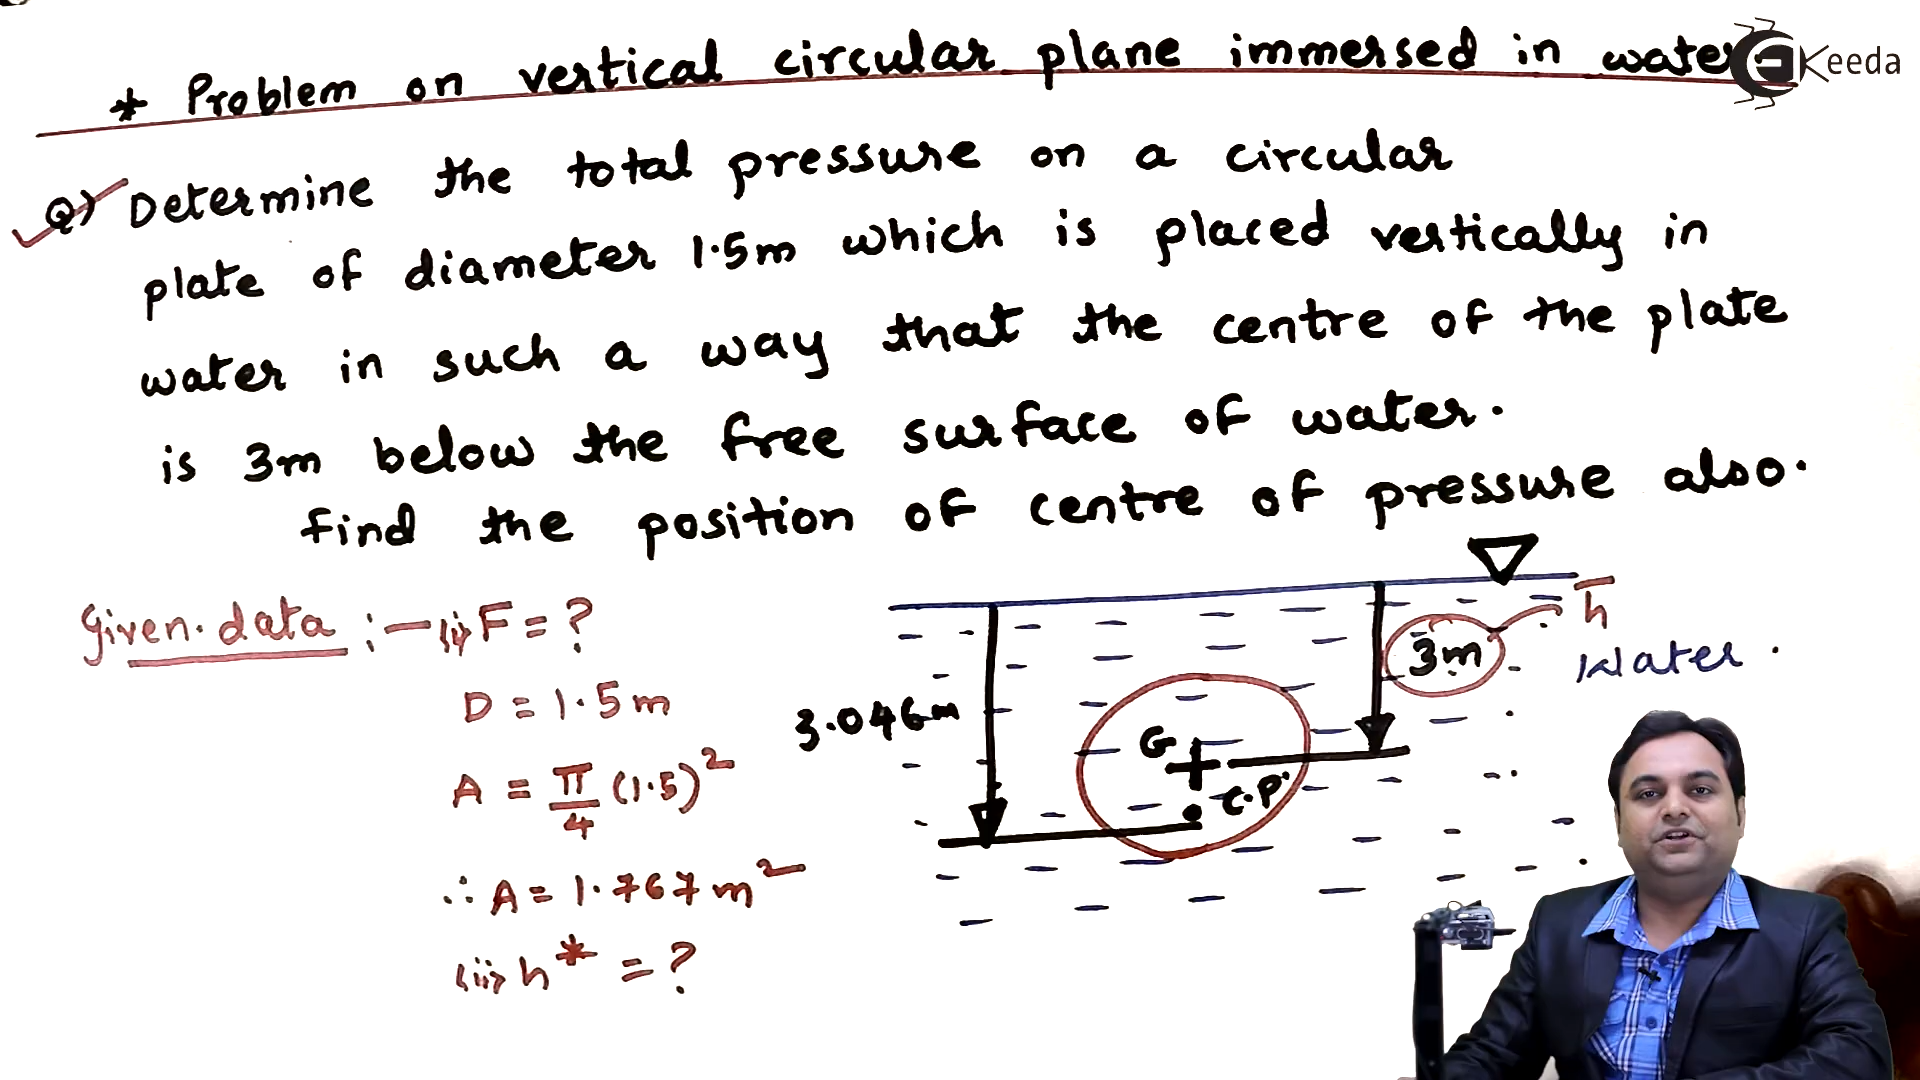 * Problem on vertical circular plane immersed in water
eKeeda
Q) Determine the total pressure on a circular
plate of diameter 1.5m which is placed vertically in
water in such a way that the centre of the plate
is 3m below the free surface of water.
Find the position of centre of pressure also.
Given data :- (i) F = ?
D = 1.5 m
A = π/4 (1.5)²
∴ A = 1.767 m²
(ii) h* = ?
h̄
3m
Water.
3.046m
G
C.P.